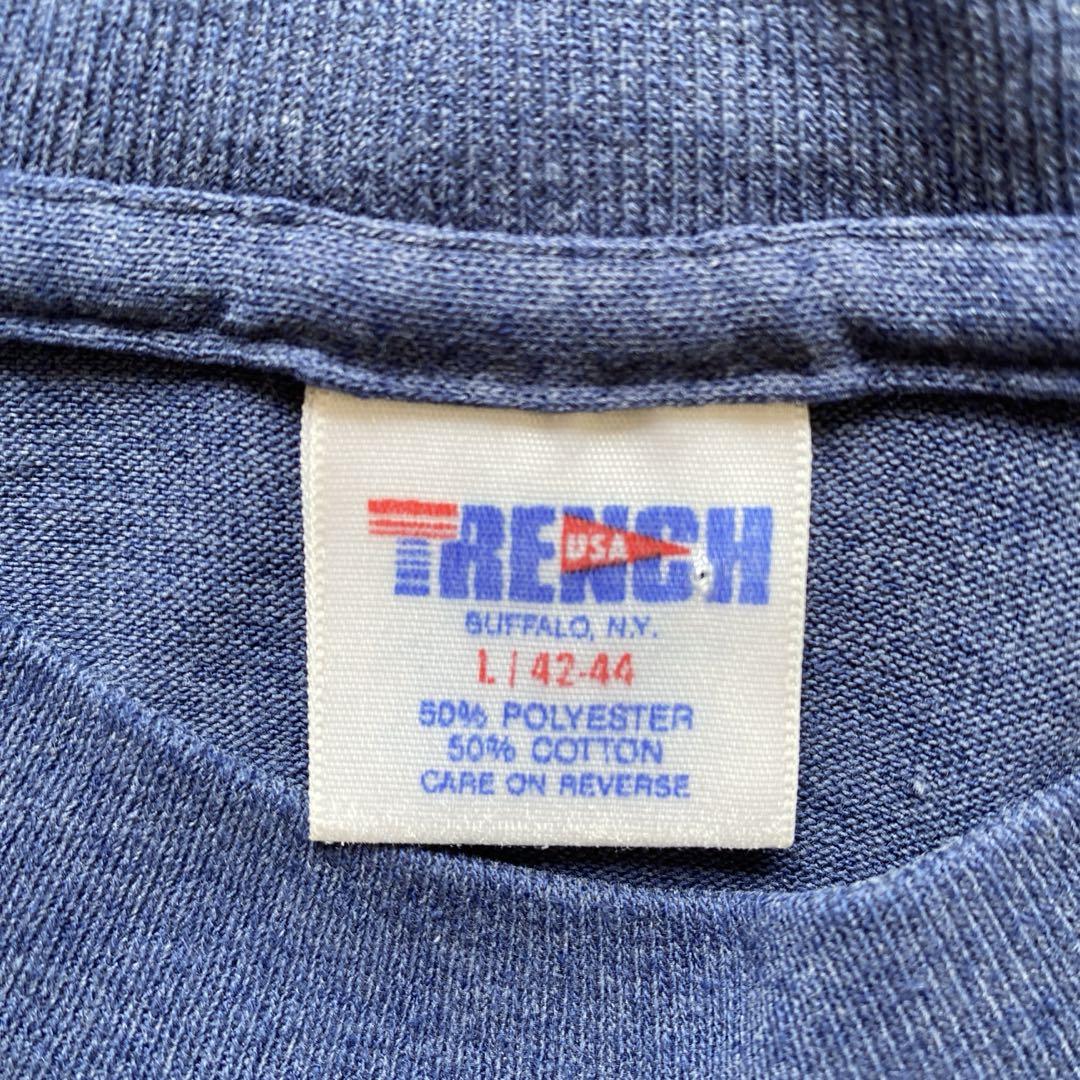 TRENCH
USA
BUFFALO, N.Y.
L / 42-44
50% POLYESTER
50% COTTON
CARE ON REVERSE